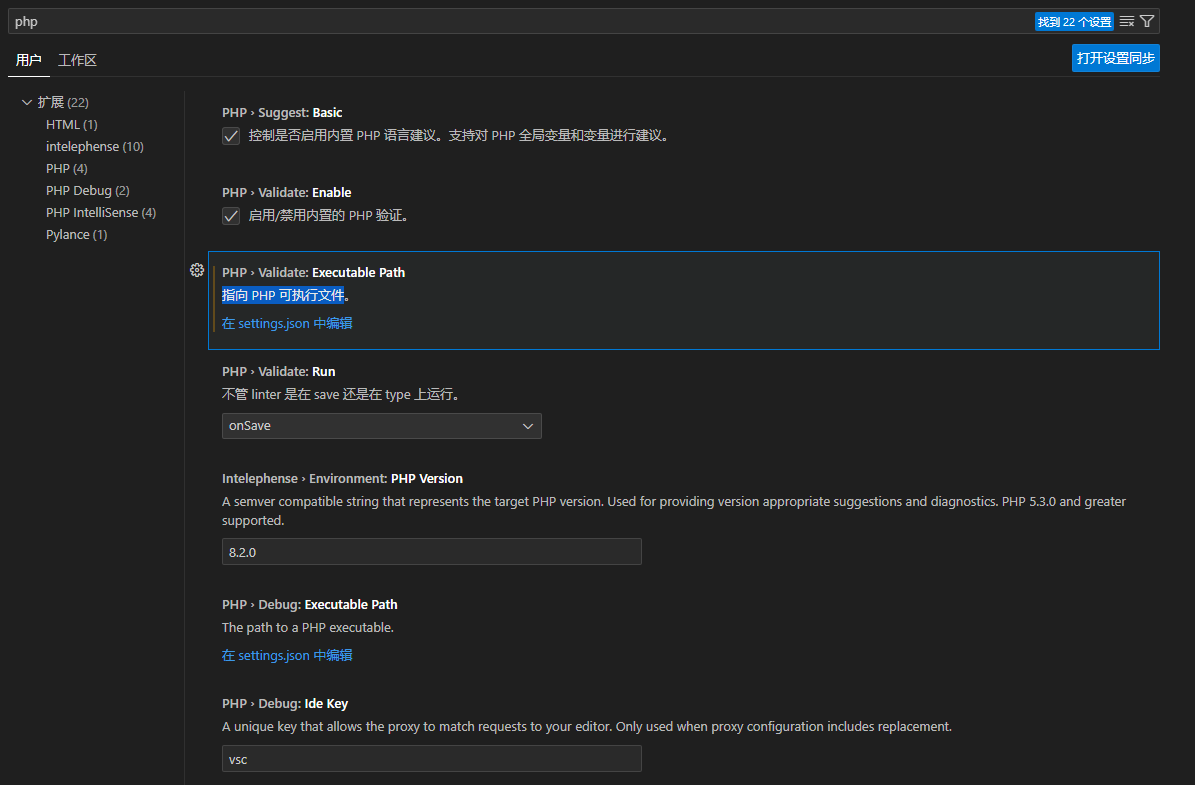 php
找到 22 个设置
用户 工作区
打开设置同步
扩展 (22)
HTML (1)
intelephense (10)
PHP (4)
PHP Debug (2)
PHP IntelliSense (4)
Pylance (1)
PHP › Suggest: Basic
控制是否启用内置 PHP 语言建议。支持对 PHP 全局变量和变量进行建议。
PHP › Validate: Enable
启用/禁用内置的 PHP 验证。
PHP › Validate: Executable Path
指向 PHP 可执行文件。
在 settings.json 中编辑
PHP › Validate: Run
不管 linter 是在 save 还是在 type 上运行。
onSave
Intelephense › Environment: PHP Version
A semver compatible string that represents the target PHP version. Used for providing version appropriate suggestions and diagnostics. PHP 5.3.0 and greater
supported.
8.2.0
PHP › Debug: Executable Path
The path to a PHP executable.
在 settings.json 中编辑
PHP › Debug: Ide Key
A unique key that allows the proxy to match requests to your editor. Only used when proxy configuration includes replacement.
vsc